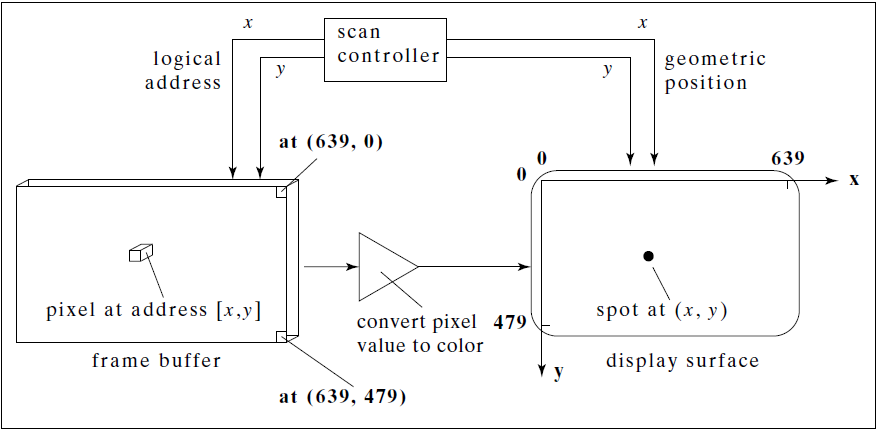 x
scan
controller
x
logical
address
y
y
geometric
position
at (639, 0)
0
639
0
x
pixel at address [x,y]
spot at (x, y)
convert pixel
value to color
479
frame buffer
display surface
y
at (639, 479)